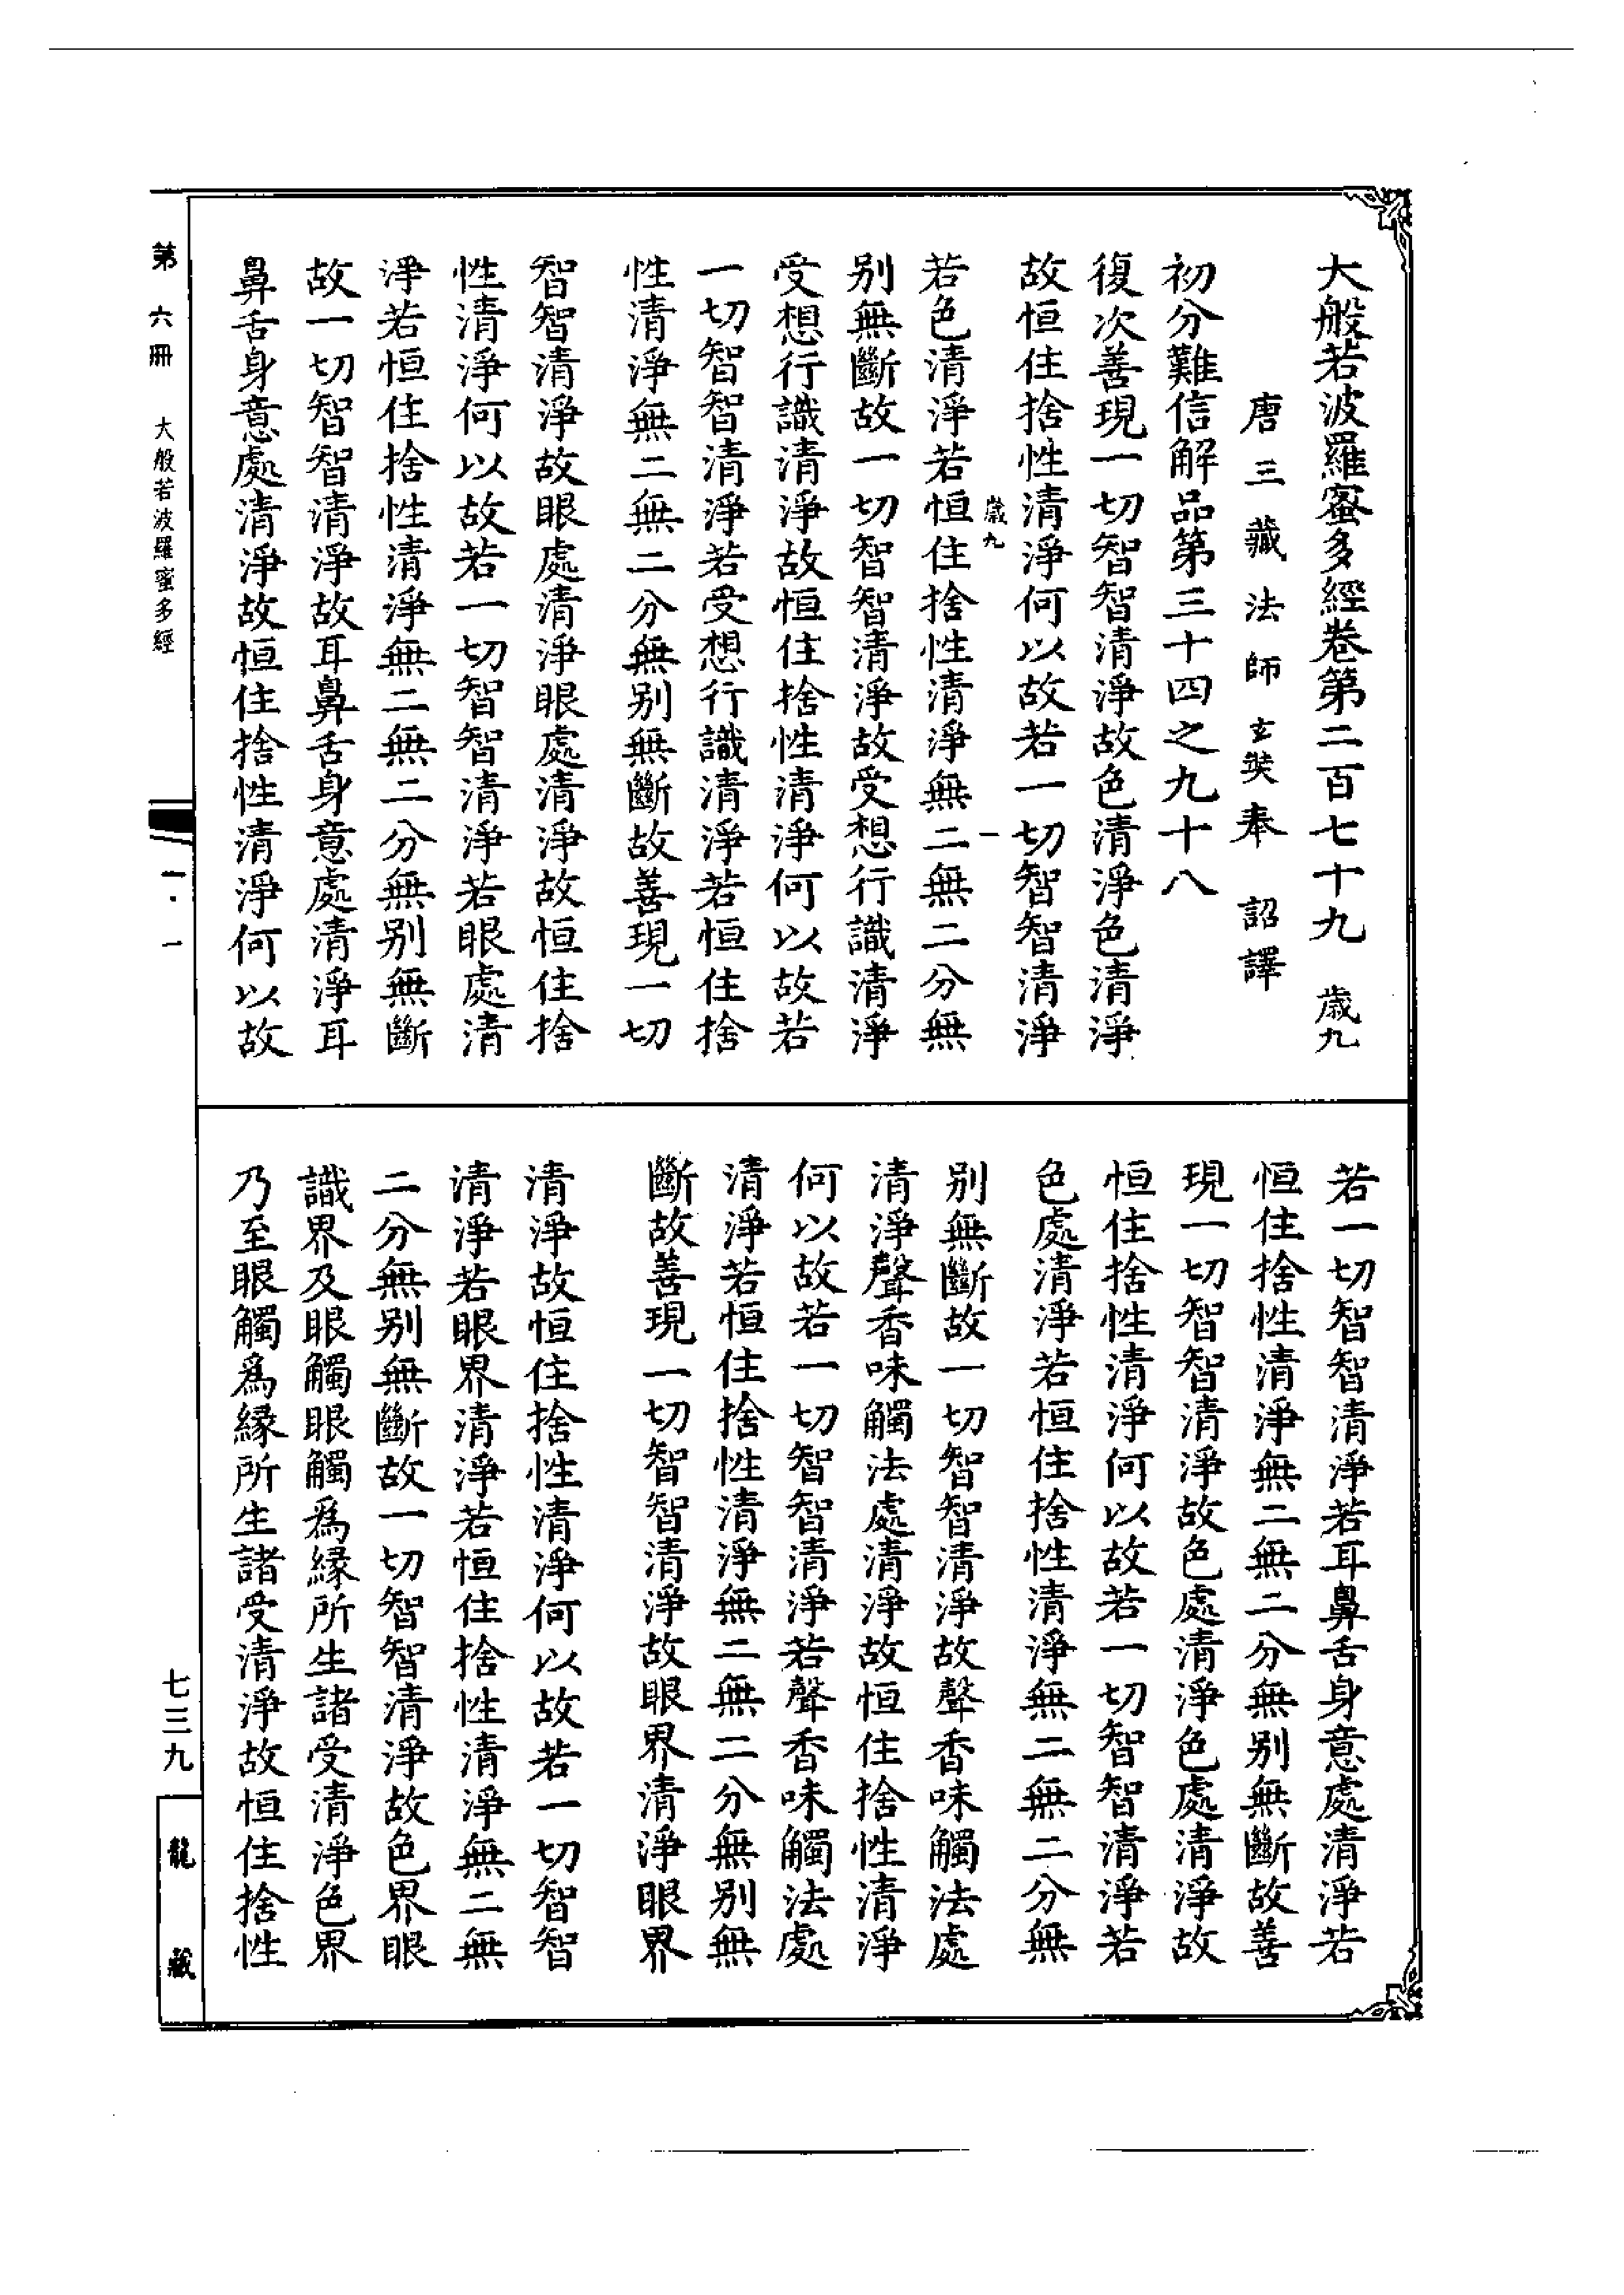 大般若波羅蜜多經卷第二百七十九　歲九
唐三藏法師玄奘奉　詔譯
初分難信解品第三十四之九十八
復次善現一切智智清淨故色清淨色清淨
故恒住捨性清淨何以故若一切智智清淨
歲九　一
若色清淨若恒住捨性清淨無二無二分無
别無斷故一切智智清淨故受想行識清淨
受想行識清淨故恒住捨性清淨何以故若
一切智智清淨若受想行識清淨若恒住捨
性清淨無二無二分無别無斷故善現一切
智智清淨故眼處清淨眼處清淨故恒住捨
性清淨何以故若一切智智清淨若眼處清
淨若恒住捨性清淨無二無二分無别無斷
故一切智智清淨故耳鼻舌身意處清淨耳
鼻舌身意處清淨故恒住捨性清淨何以故
若一切智智清淨若耳鼻舌身意處清淨若
恒住捨性清淨無二無二分無别無斷故善
現一切智智清淨故色處清淨色處清淨故
恒住捨性清淨何以故若一切智智清淨若
色處清淨若恒住捨性清淨無二無二分無
别無斷故一切智智清淨故聲香味觸法處
清淨聲香味觸法處清淨故恒住捨性清淨
何以故若一切智智清淨若聲香味觸法處
清淨若恒住捨性清淨無二無二分無别無
斷故善現一切智智清淨故眼界清淨眼界
清淨故恒住捨性清淨何以故若一切智智
清淨若眼界清淨若恒住捨性清淨無二無
二分無别無斷故一切智智清淨故色界眼
識界及眼觸眼觸爲緣所生諸受清淨色界
乃至眼觸爲緣所生諸受清淨故恒住捨性
第六冊　大般若波羅蜜多經
一·一
七三九
龍藏